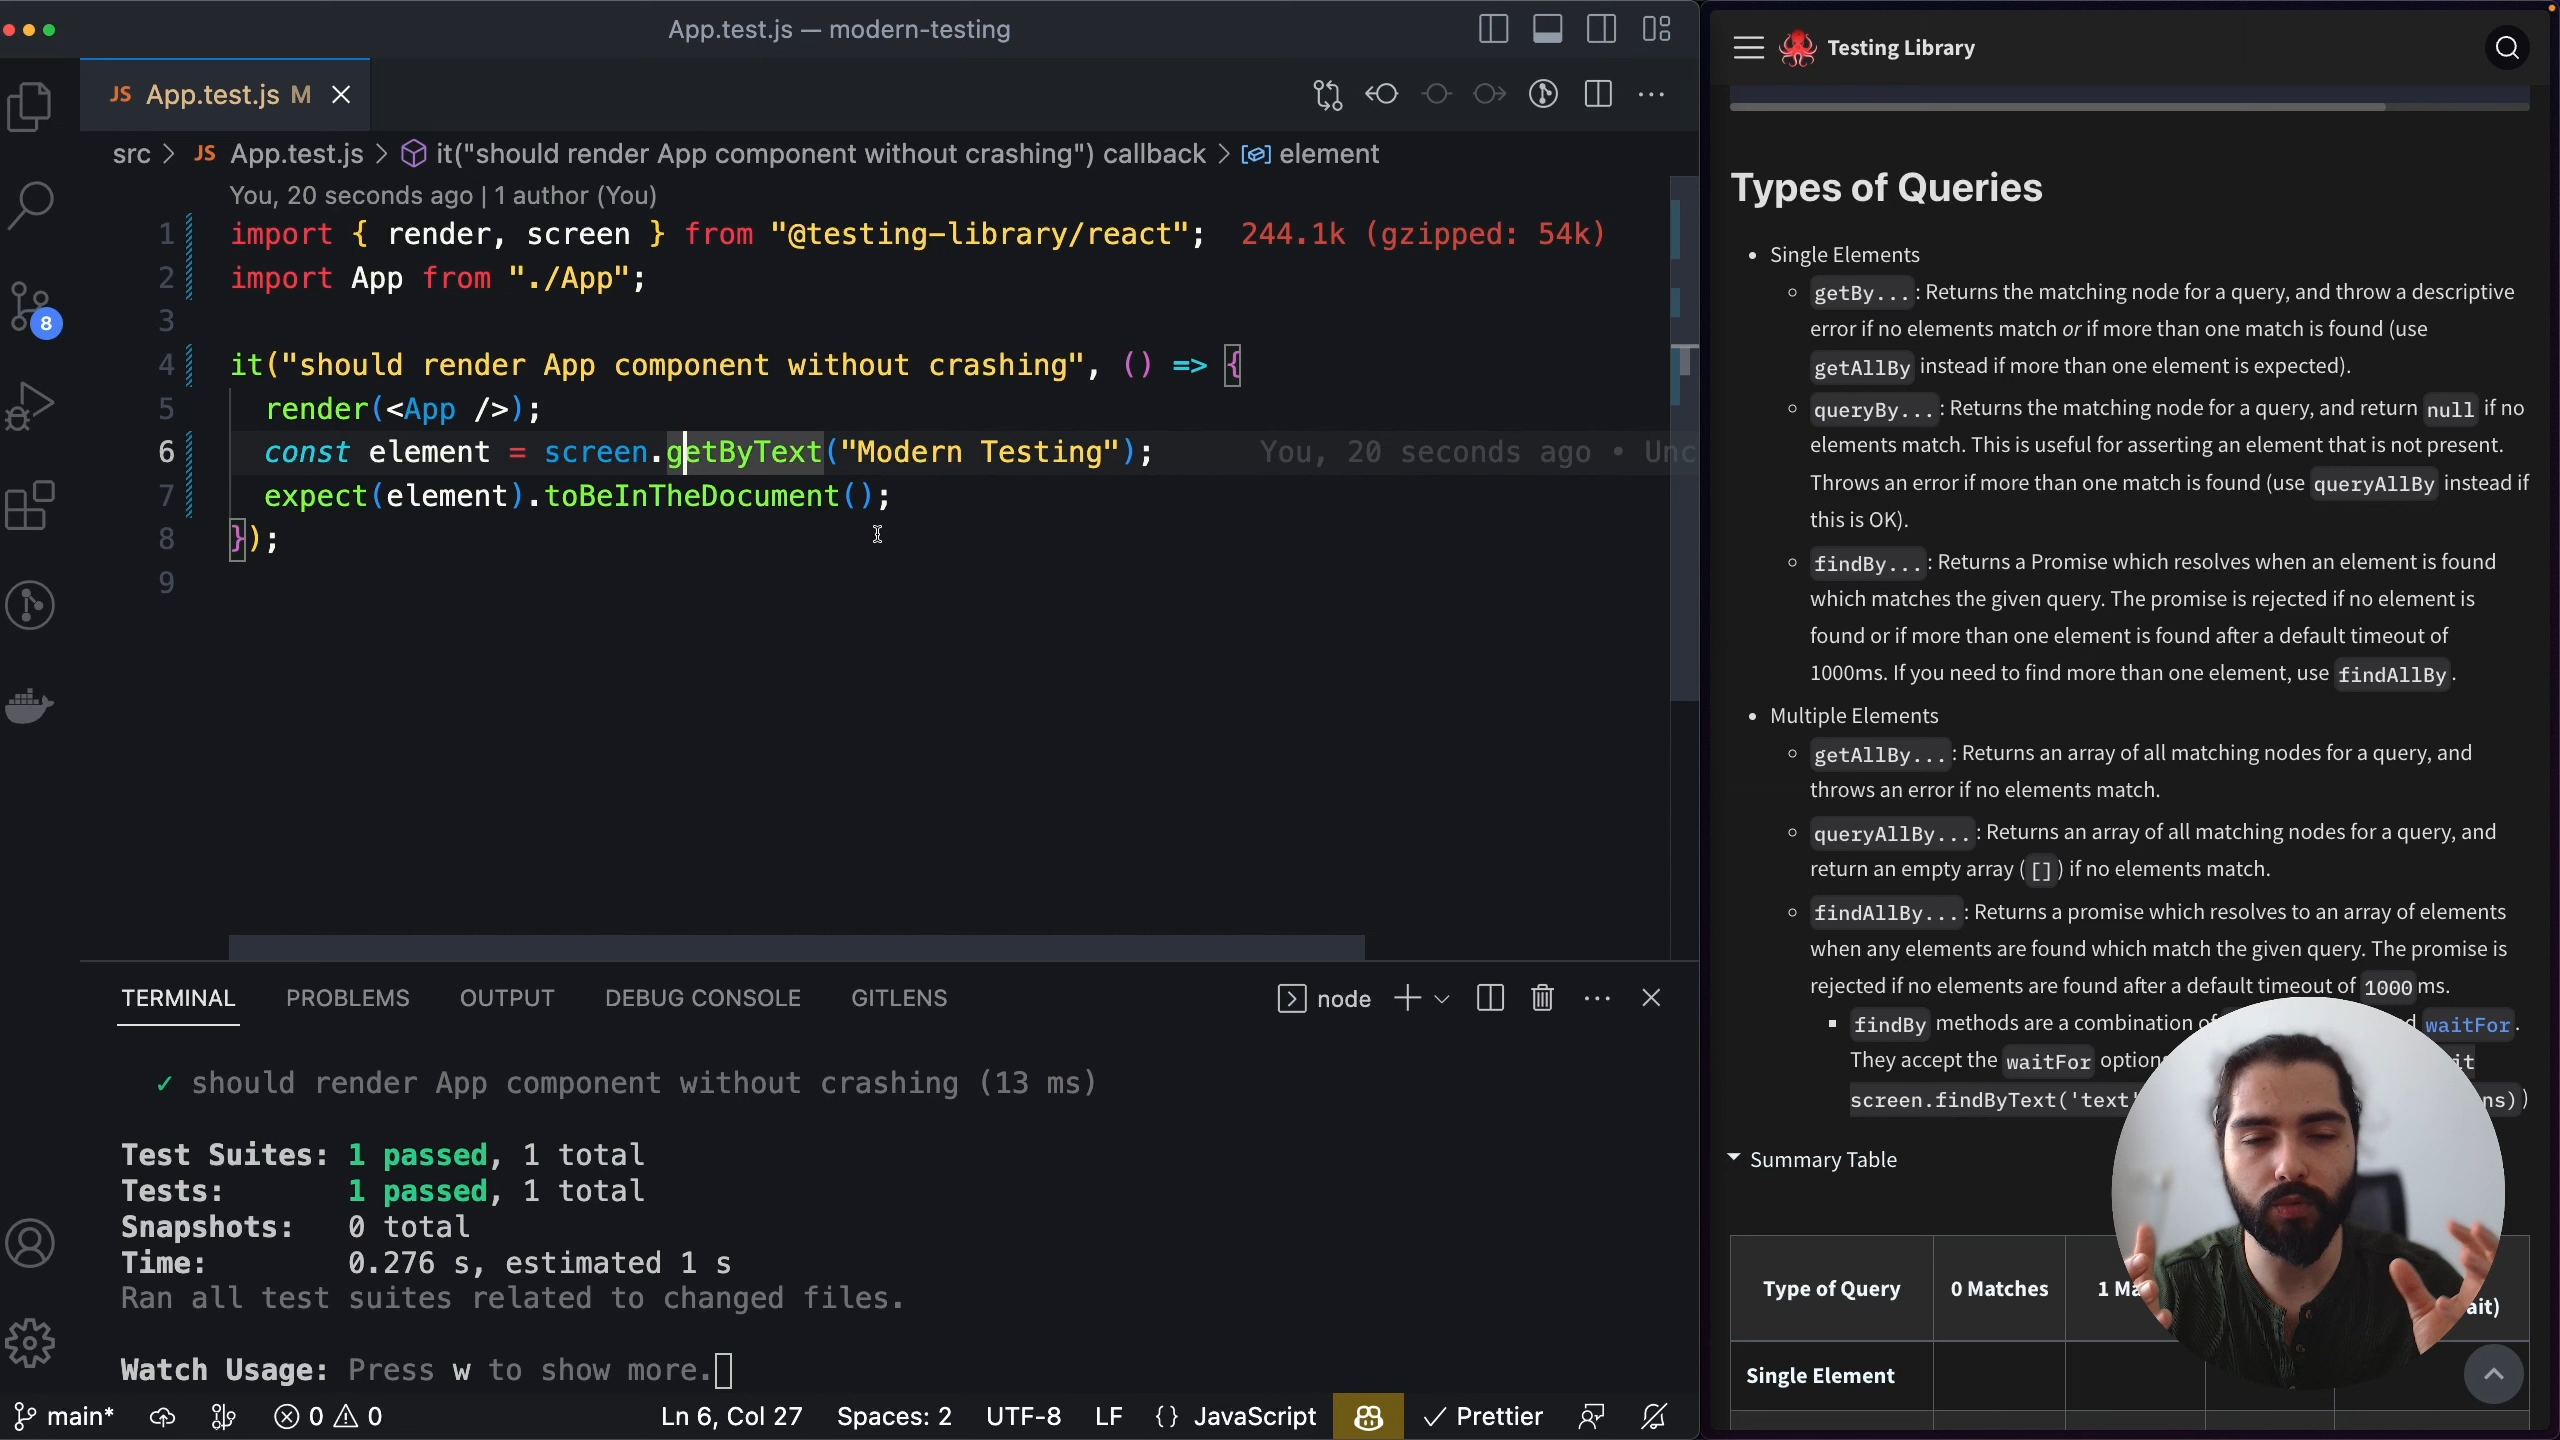 App.test.js — modern-testing
JS App.test.js M
src > JS App.test.js > it("should render App component without crashing") callback > element
You, 20 seconds ago | 1 author (You)
1 import { render, screen } from "@testing-library/react"; 244.1k (gzipped: 54k)
2 import App from "./App";
3
4 it("should render App component without crashing", () => {
5 render(<App />);
6 const element = screen.getByText("Modern Testing"); You, 20 seconds ago • Unc
7 expect(element).toBeInTheDocument();
8 });
9
8
TERMINAL PROBLEMS OUTPUT DEBUG CONSOLE GITLENS node
✓ should render App component without crashing (13 ms)
Test Suites: 1 passed, 1 total
Tests: 1 passed, 1 total
Snapshots: 0 total
Time: 0.276 s, estimated 1 s
Ran all test suites related to changed files.
Watch Usage: Press w to show more.
main* 0 0 Ln 6, Col 27 Spaces: 2 UTF-8 LF {} JavaScript Prettier
Testing Library
Types of Queries
• Single Elements
getBy...: Returns the matching node for a query, and throw a descriptive
error if no elements match or if more than one match is found (use
getAllBy instead if more than one element is expected).
queryBy...: Returns the matching node for a query, and return null if no
elements match. This is useful for asserting an element that is not present.
Throws an error if more than one match is found (use queryAllBy instead if
this is OK).
findBy...: Returns a Promise which resolves when an element is found
which matches the given query. The promise is rejected if no element is
found or if more than one element is found after a default timeout of
1000ms. If you need to find more than one element, use findAllBy.
• Multiple Elements
getAllBy...: Returns an array of all matching nodes for a query, and
throws an error if no elements match.
queryAllBy...: Returns an array of all matching nodes for a query, and
return an empty array ([]) if no elements match.
findAllBy...: Returns a promise which resolves to an array of elements
when any elements are found which match the given query. The promise is
rejected if no elements are found after a default timeout of 1000 ms.
findBy methods are a combination waitFor.
They accept the waitFor
screen.findByText('text'
Summary Table
Type of Query 0 Matches 1
Single Element